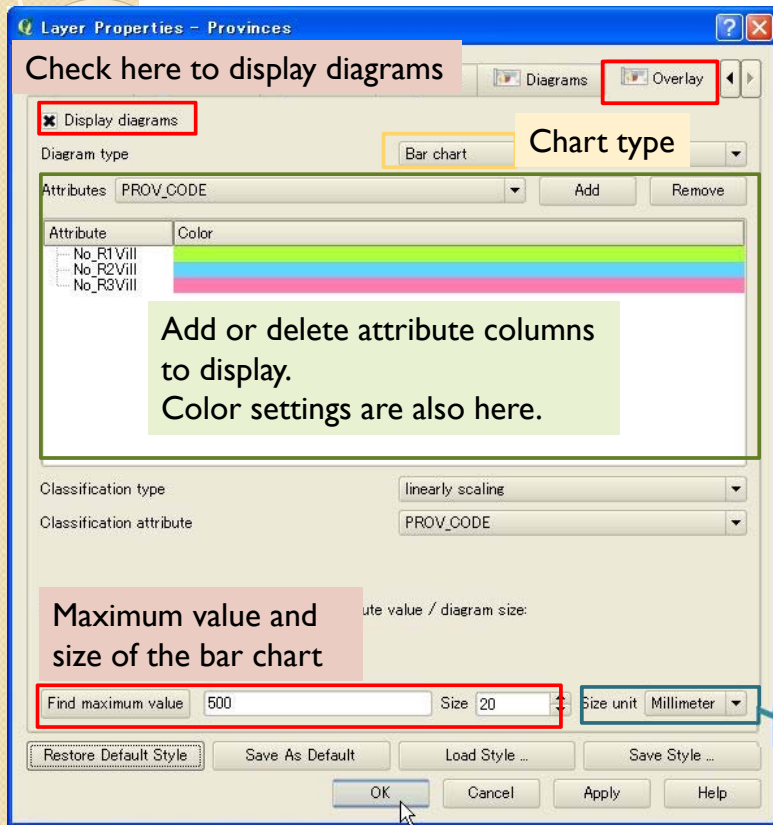 Layer Properties - Provinces
Check here to display diagrams
Diagrams
Overlay
Display diagrams
Diagram type
Bar chart
Chart type
Attributes
PROV_CODE
Add
Remove
Attribute
Color
No_R1Vill
No_R2Vill
No_R3Vill
Add or delete attribute columns
to display.
Color settings are also here.
Classification type
linearly scaling
Classification attribute
PROV_CODE
Maximum value and
size of the bar chart
value / diagram size:
Find maximum value
500
Size
20
Size unit
Millimeter
Restore Default Style
Save As Default
Load Style ...
Save Style ...
OK
Cancel
Apply
Help